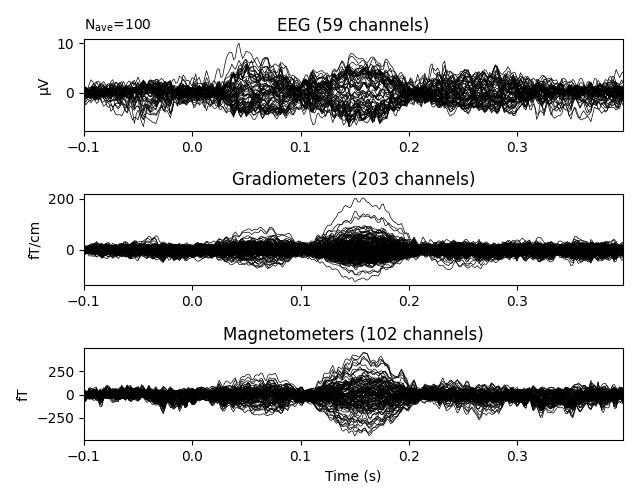 N_ave=100
EEG (59 channels)
10
0
µV
−0.1 0.0 0.1 0.2 0.3
Gradiometers (203 channels)
200
0
fT/cm
−0.1 0.0 0.1 0.2 0.3
Magnetometers (102 channels)
250
0
−250
fT
−0.1 0.0 0.1 0.2 0.3
Time (s)